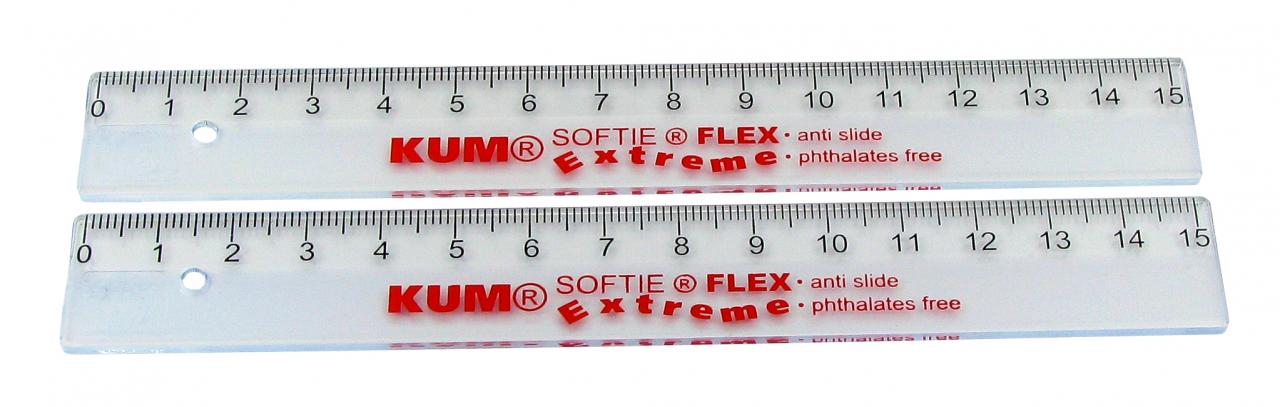 0 1 2 3 4 5 6 7 8 9 10 11 12 13 14 15
KUM® SOFTIE ® FLEX · anti slide
Extreme · phthalates free
0 1 2 3 4 5 6 7 8 9 10 11 12 13 14 15
KUM® SOFTIE ® FLEX · anti slide
Extreme · phthalates free